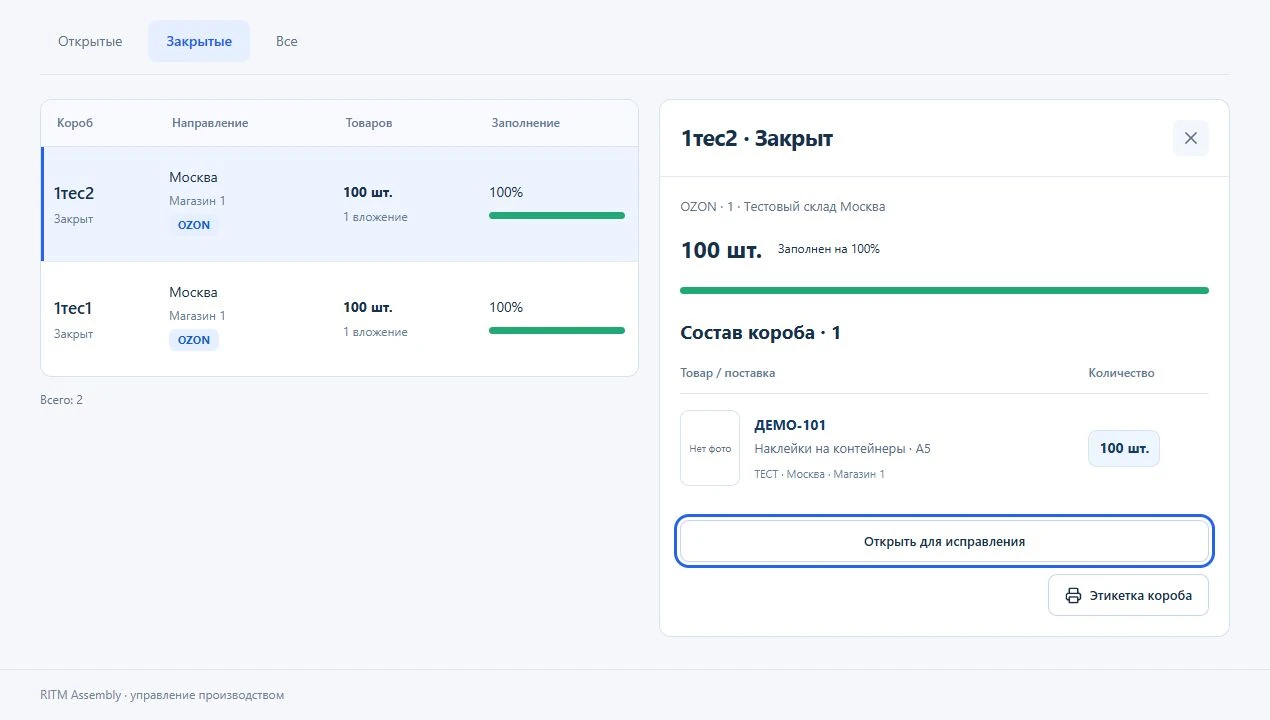 Открытые Закрытые Все
Короб Направление Товаров Заполнение
1тес2
Закрыт
Москва
Магазин 1
OZON
100 шт.
1 вложение
100%
1тес1
Закрыт
Москва
Магазин 1
OZON
100 шт.
1 вложение
100%
Всего: 2
1тес2 · Закрыт
OZON · 1 · Тестовый склад Москва
100 шт. Заполнен на 100%
Состав короба · 1
Товар / поставка Количество
Нет фото
ДЕМО-101
Наклейки на контейнеры · А5
ТЕСТ · Москва · Магазин 1
100 шт.
Открыть для исправления
Этикетка короба
RITM Assembly · управление производством